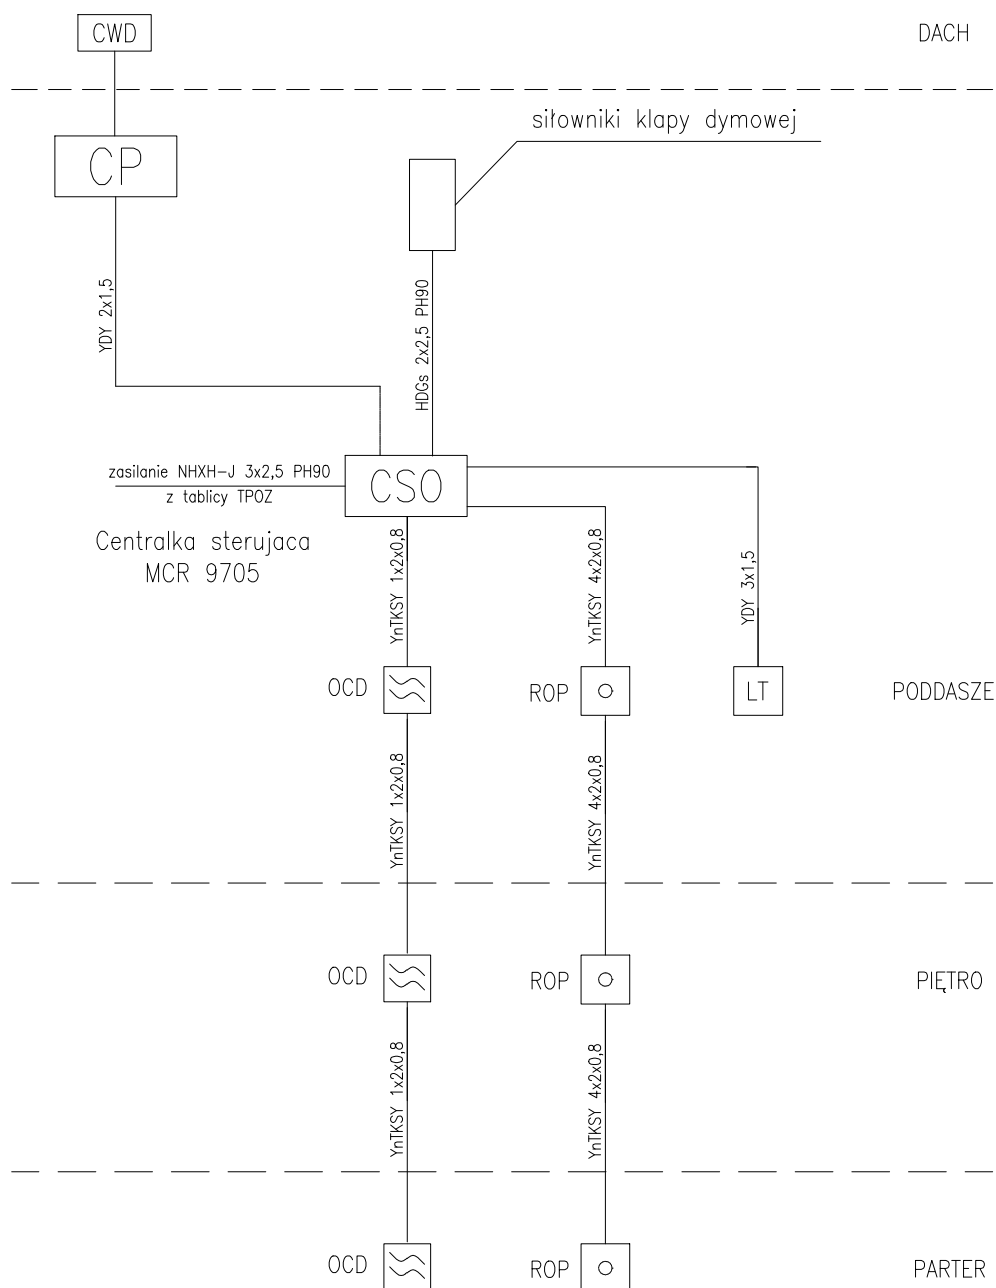 CWD
DACH
siłowniki klapy dymowej
CP
YDY 2x1,5
HDGs 2x2,5 PH90
zasilanie NHXH-J 3x2,5 PH90
z tablicy TPOZ
CSO
Centralka sterujaca
MCR 9705
YnTKSY 1x2x0,8
YnTKSY 4x2x0,8
YDY 3x1,5
OCD
ROP
LT
PODDASZE
YnTKSY 1x2x0,8
YnTKSY 4x2x0,8
OCD
ROP
PIĘTRO
YnTKSY 1x2x0,8
YnTKSY 4x2x0,8
OCD
ROP
PARTER